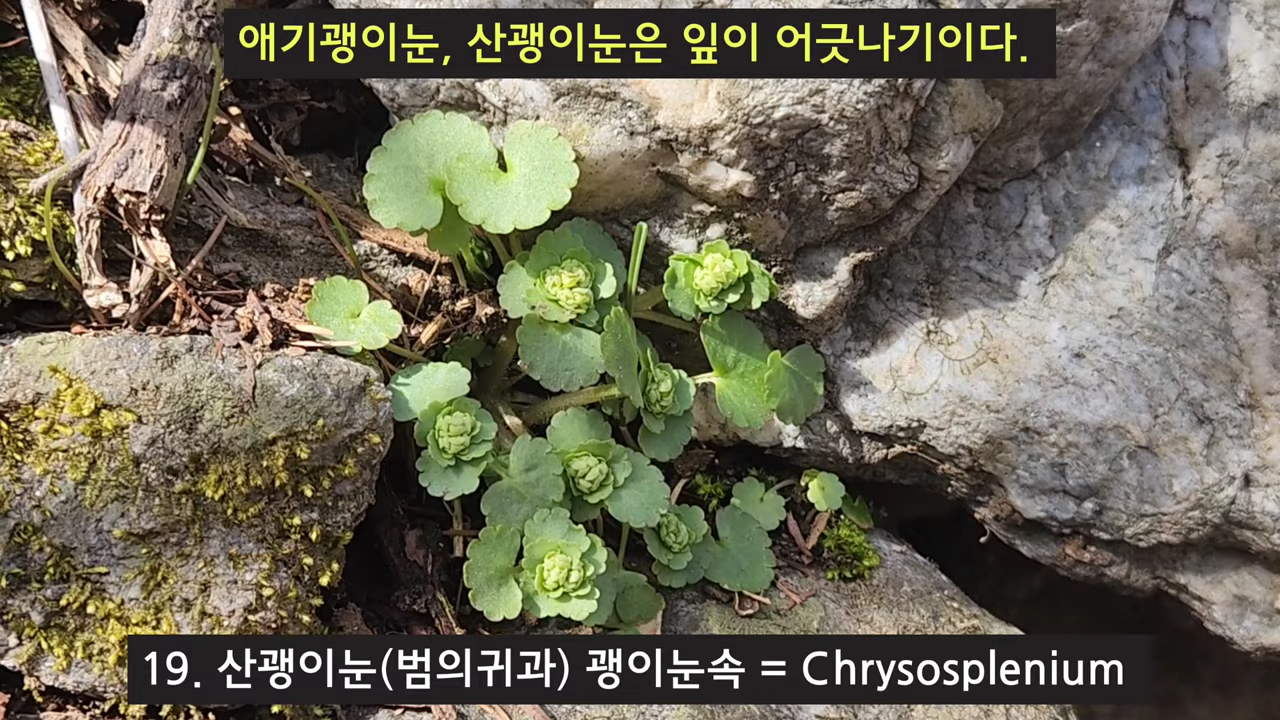 애기괭이눈, 산괭이눈은 잎이 어긋나기이다.
19. 산괭이눈(범의귀과) 괭이눈속 = Chrysosplenium